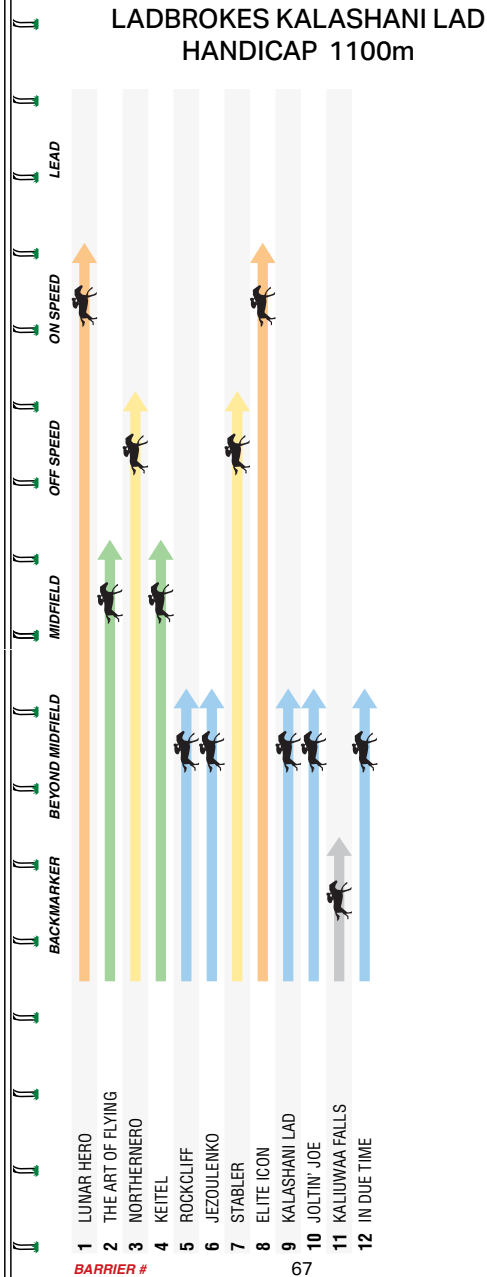 LADBROKES KALASHANI LAD
HANDICAP 1100m
LEAD
ON SPEED
OFF SPEED
MIDFIELD
BEYOND MIDFIELD
BACKMARKER
1 LUNAR HERO
2 THE ART OF FLYING
3 NORTHERNERO
4 KEITEL
5 ROCKCLIFF
6 JEZOULENKO
7 STABLER
8 ELITE ICON
9 KALASHANI LAD
10 JOLTIN' JOE
11 KALIUWAA FALLS
12 IN DUE TIME
BARRIER #
67